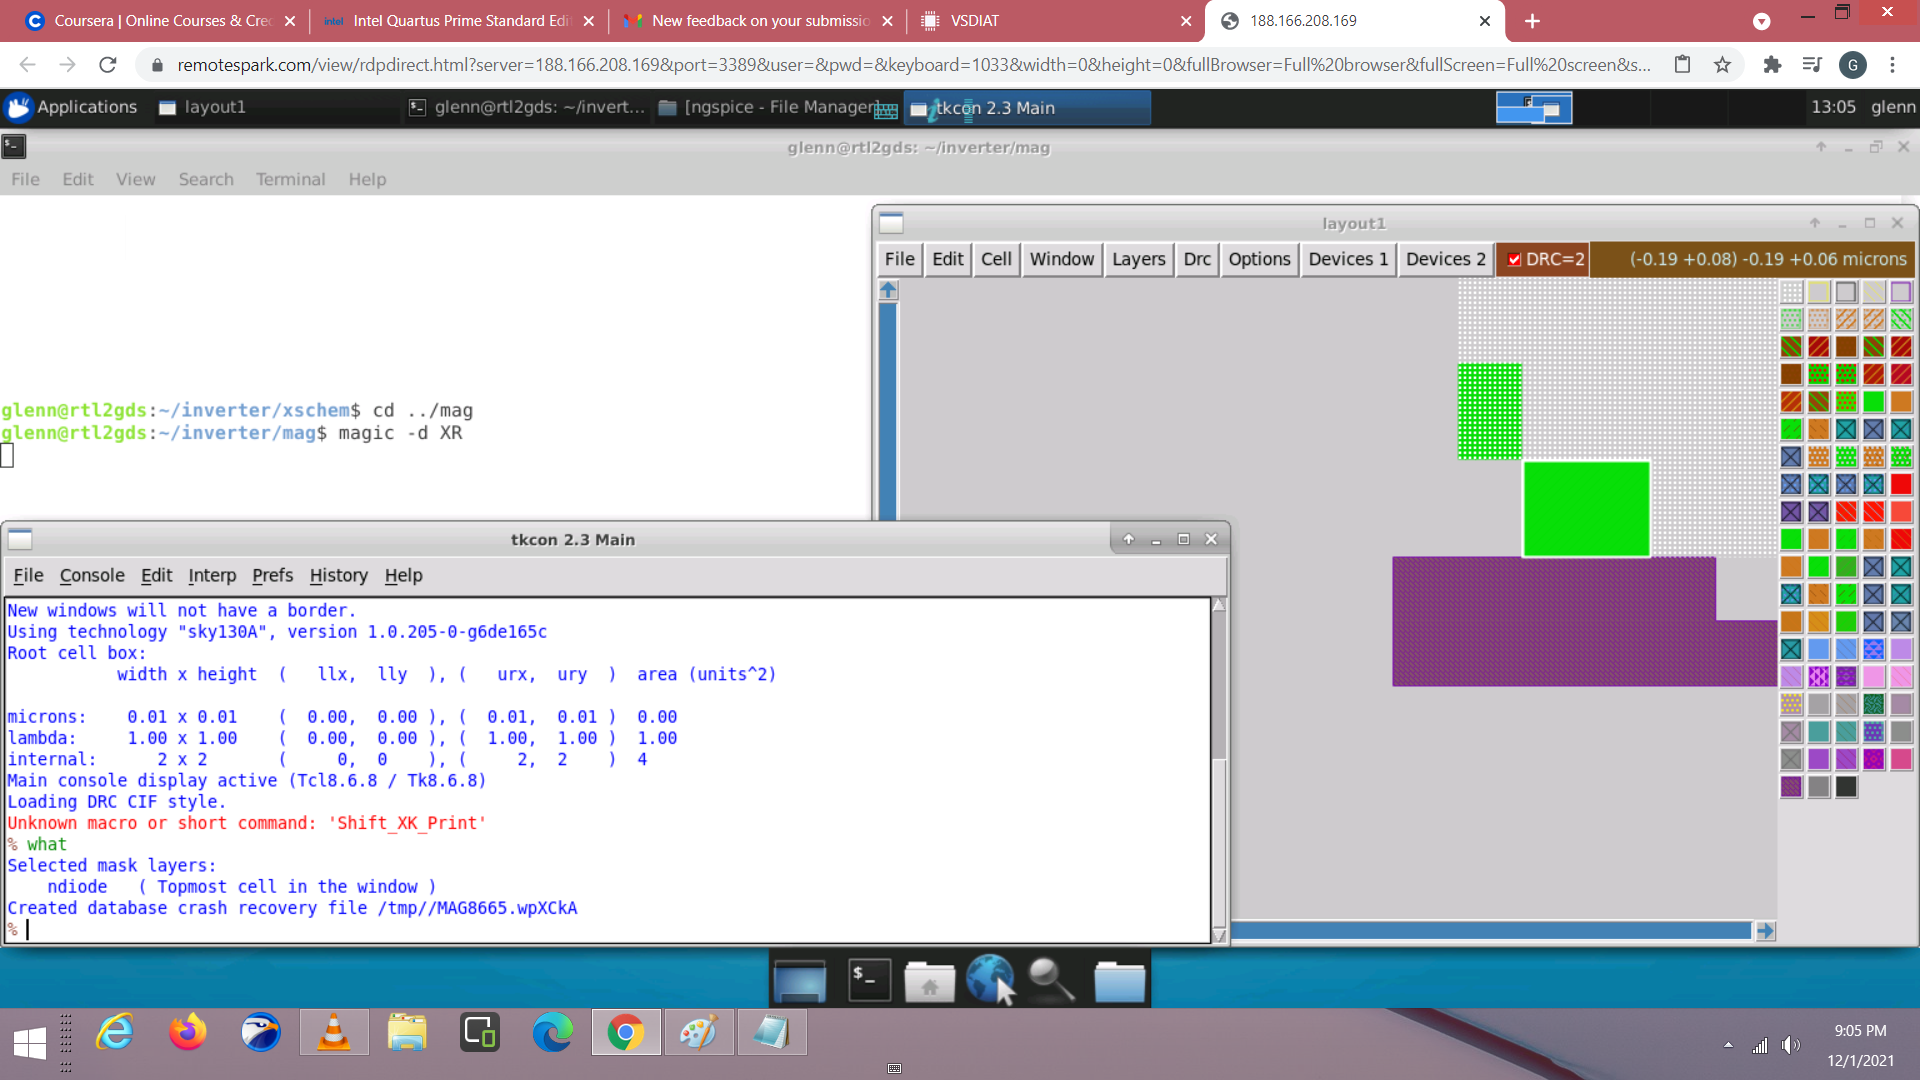 Coursera | Online Courses & Cre
Intel Quartus Prime Standard Edi
New feedback on your submissio
VSDIAT
188.166.208.169
remotespark.com/view/rdpdirect.html?server=188.166.208.169&port=3389&user=&pwd=&keyboard=1033&width=0&height=0&fullBrowser=Full%20browser&fullScreen=Full%20screen&s...
G
Applications
layout1
glenn@rtl2gds: ~/invert...
[ngspice - File Manager]
tkcon 2.3 Main
13:05
glenn
glenn@rtl2gds: ~/inverter/mag
File Edit View Search Terminal Help
glenn@rtl2gds:~/inverter/xschem$ cd ../mag
glenn@rtl2gds:~/inverter/mag$ magic -d XR
layout1
File Edit Cell Window Layers Drc Options Devices 1 Devices 2 DRC=2 (-0.19 +0.08) -0.19 +0.06 microns
tkcon 2.3 Main
File Console Edit Interp Prefs History Help
New windows will not have a border.
Using technology "sky130A", version 1.0.205-0-g6de165c
Root cell box:
width x height ( llx, lly ), ( urx, ury ) area (units^2)
microns: 0.01 x 0.01 ( 0.00, 0.00 ), ( 0.01, 0.01 ) 0.00
lambda: 1.00 x 1.00 ( 0.00, 0.00 ), ( 1.00, 1.00 ) 1.00
internal: 2 x 2 ( 0, 0 ), ( 2, 2 ) 4
Main console display active (Tcl8.6.8 / Tk8.6.8)
Loading DRC CIF style.
Unknown macro or short command: 'Shift_XK_Print'
% what
Selected mask layers:
ndiode ( Topmost cell in the window )
Created database crash recovery file /tmp//MAG8665.wpXCkA
%
9:05 PM
12/1/2021